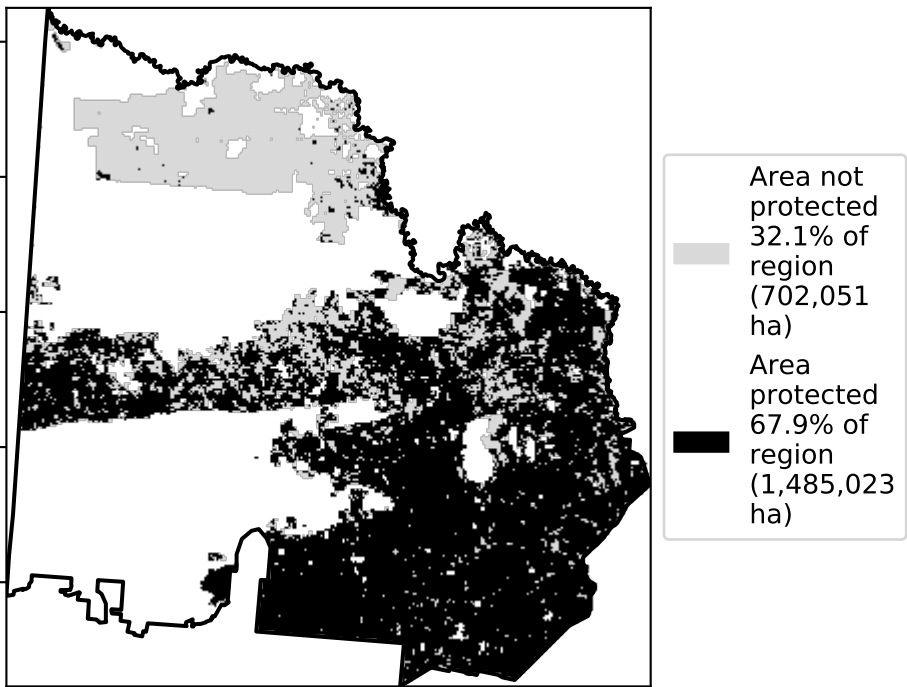 Area not
protected
32.1% of
region
(702,051
ha)
Area
protected
67.9% of
region
(1,485,023
ha)